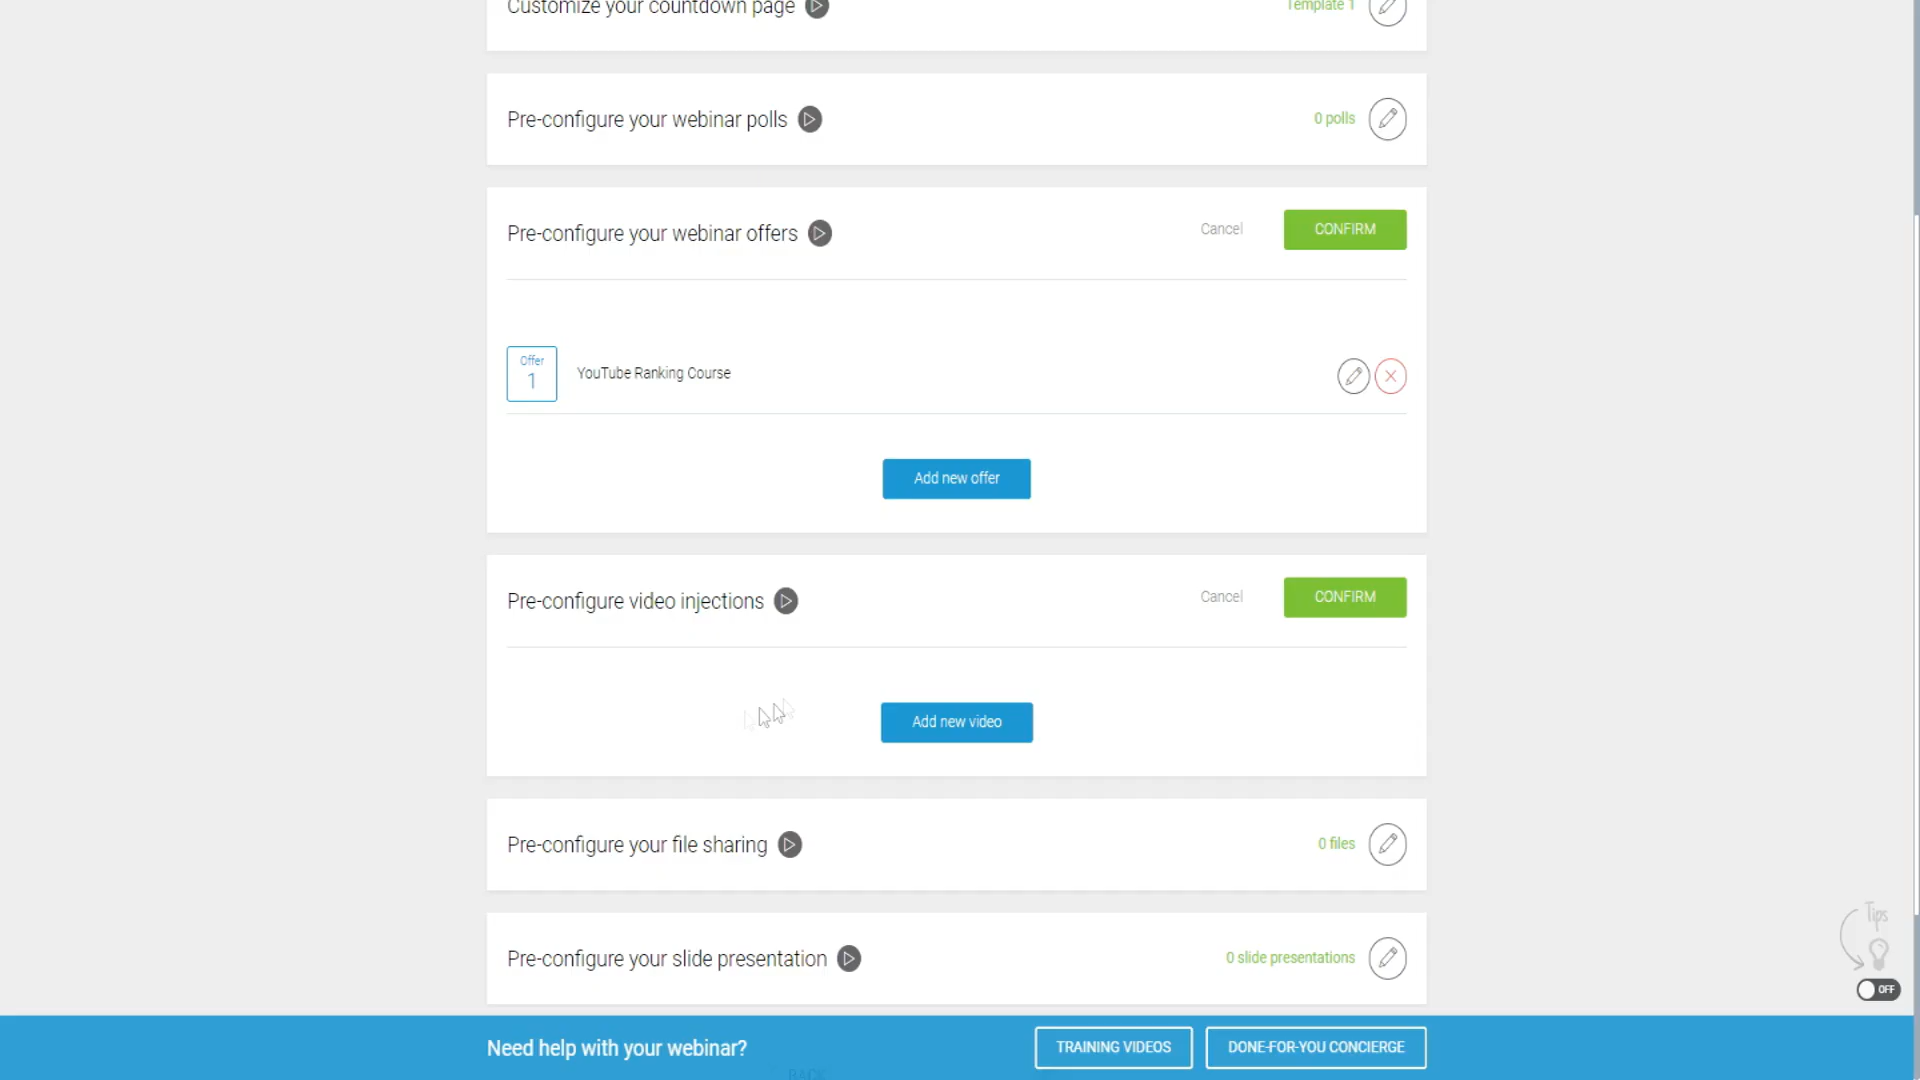 Customize your countdown page
Template 1
Pre-configure your webinar polls
0 polls
Pre-configure your webinar offers
Cancel
CONFIRM
Offer
1
YouTube Ranking Course
Add new offer
Pre-configure video injections
Cancel
CONFIRM
Add new video
Pre-configure your file sharing
0 files
Pre-configure your slide presentation
0 slide presentations
Tips
OFF
Need help with your webinar?
TRAINING VIDEOS
DONE-FOR-YOU CONCIERGE
BACK